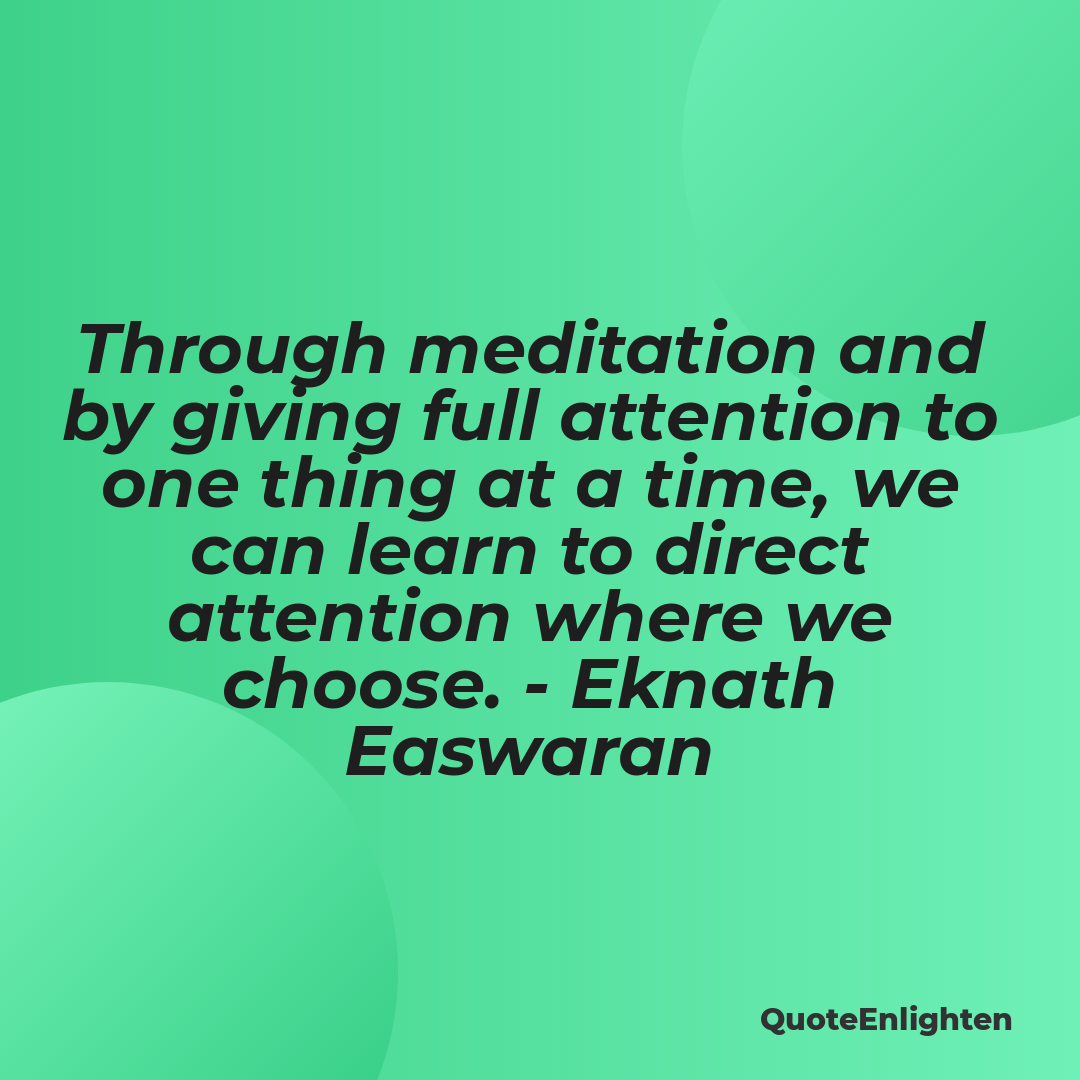 Through meditation and
by giving full attention to
one thing at a time, we
can learn to direct
attention where we
choose. - Eknath
Easwaran
QuoteEnlighten